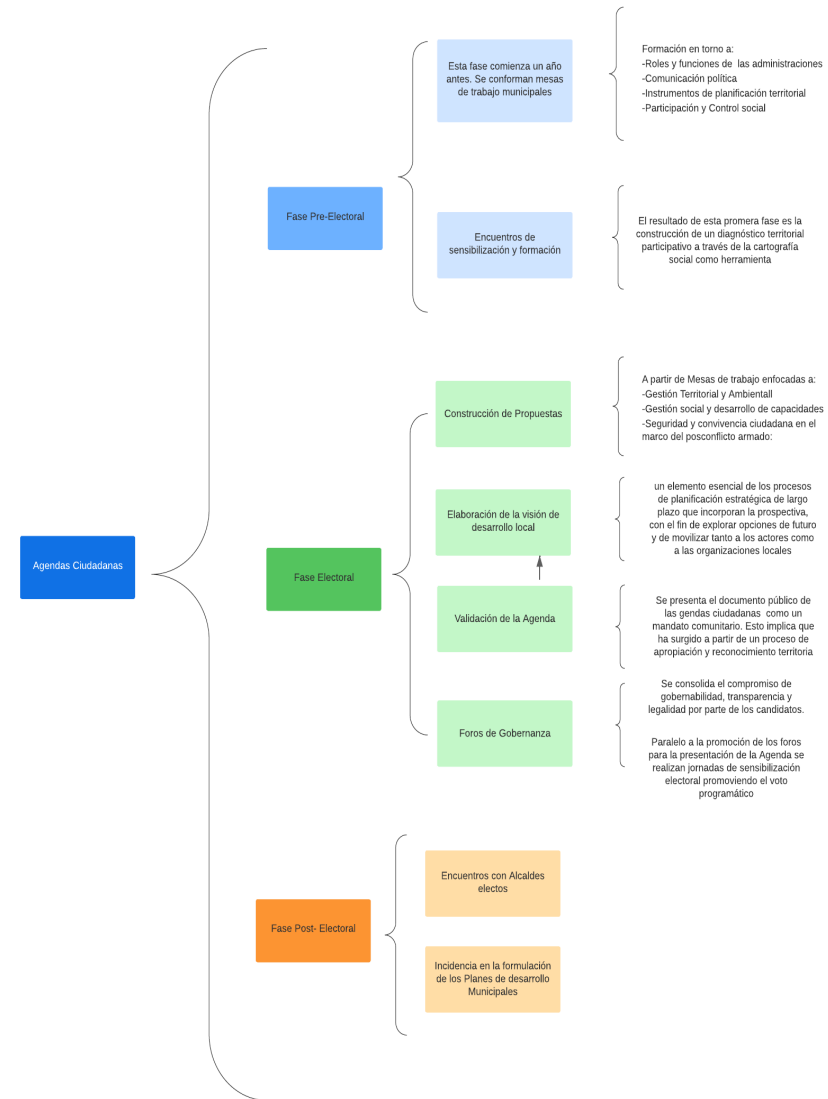 Agendas Ciudadanas
Fase Pre-Electoral
Esta fase comienza un año
antes. Se conforman mesas
de trabajo municipales
Formación en torno a:
-Roles y funciones de las administraciones
-Comunicación política
-Instrumentos de planificación territorial
-Participación y Control social
Encuentros de
sensibilización y formación
El resultado de esta promera fase es la
construcción de un diagnóstico territorial
participativo a través de la cartografía
social como herramienta
Fase Electoral
Construcción de Propuestas
A partir de Mesas de trabajo enfocadas a:
-Gestión Territorial y Ambientall
-Gestión social y desarrollo de capacidades
-Seguridad y convivencia ciudadana en el
marco del posconflicto armado:
Elaboración de la visión de
desarrollo local
un elemento esencial de los procesos
de planificación estratégica de largo
plazo que incorporan la prospectiva,
con el fin de explorar opciones de futuro
y de movilizar tanto a los actores como
a las organizaciones locales
Validación de la Agenda
Se presenta el documento público de
las gendas ciudadanas como un
mandato comunitario. Esto implica que
ha surgido a partir de un proceso de
apropiación y reconocimiento territoria
Foros de Gobernanza
Se consolida el compromiso de
gobernabilidad, transparencia y
legalidad por parte de los candidatos.
Paralelo a la promoción de los foros
para la presentación de la Agenda se
realizan jornadas de sensibilización
electoral promoviendo el voto
programático
Fase Post- Electoral
Encuentros con Alcaldes
electos
Incidencia en la formulación
de los Planes de desarrollo
Municipales